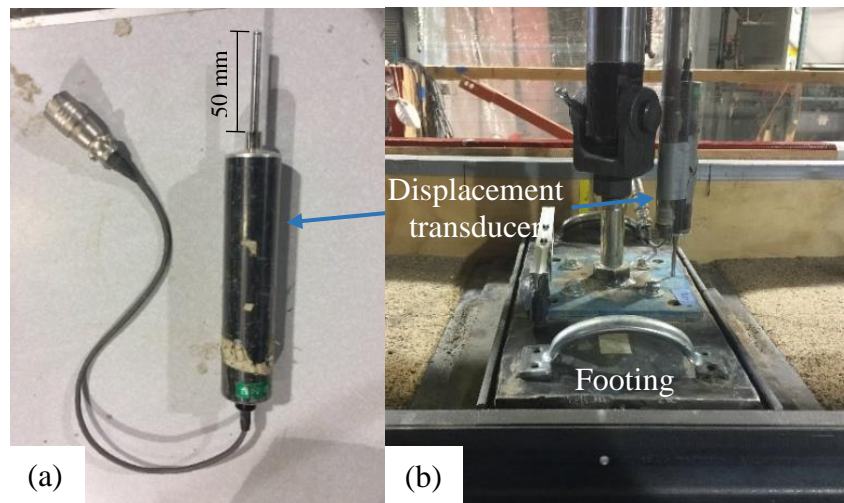 50 mm
Displacement
transducer
Footing
(a)
(b)